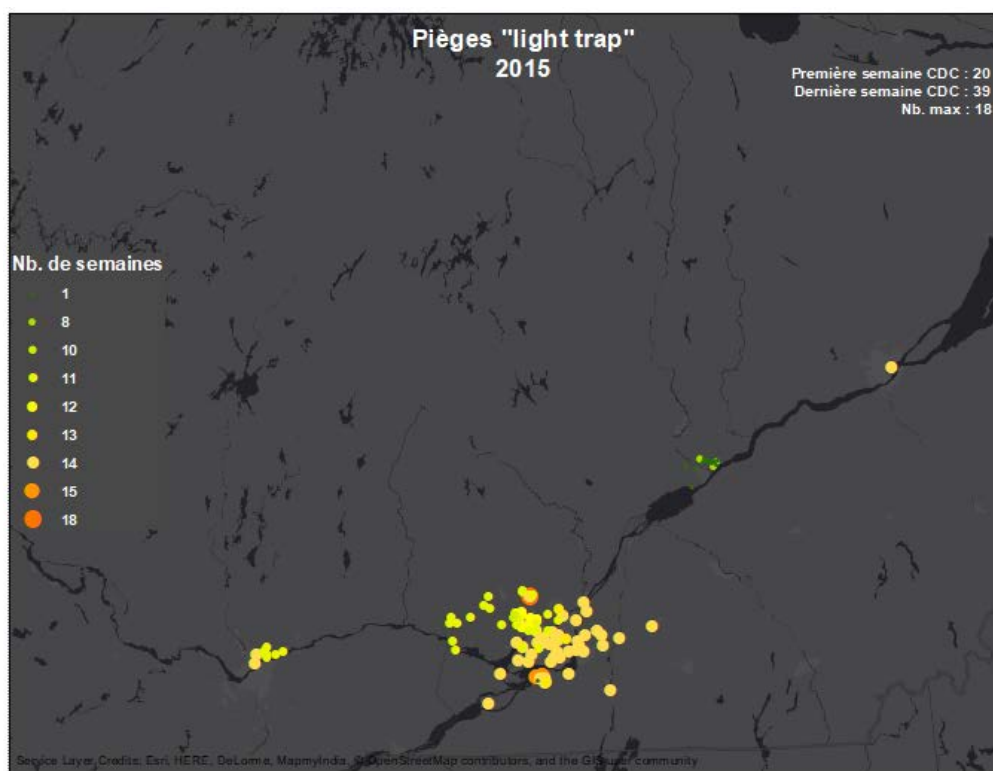 Pièges "light trap"
2015
Première semaine CDC : 20
Dernière semaine CDC : 39
Nb. max : 18
Nb. de semaines
1
8
10
11
12
13
14
15
18
Service Layer Credits: Esri, HERE, DeLorme, MapmyIndia, © OpenStreetMap contributors, and the GIS user community